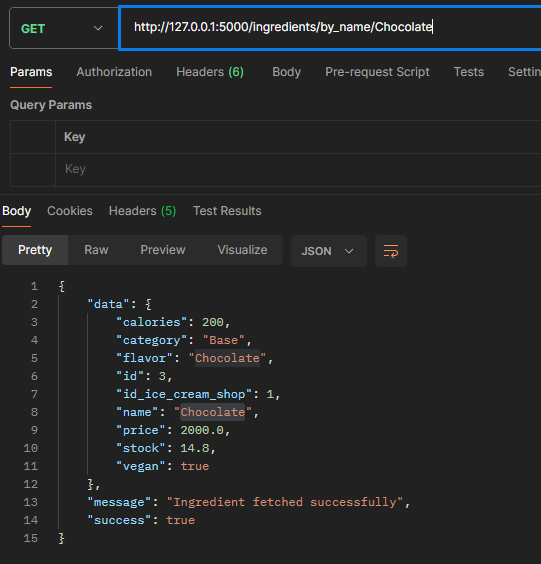 GET http://127.0.0.1:5000/ingredients/by_name/Chocolate
Params Authorization Headers (6) Body Pre-request Script Tests Settin
Query Params
Key
Key
Body Cookies Headers (5) Test Results
Pretty Raw Preview Visualize JSON
1 {
2 "data": {
3 "calories": 200,
4 "category": "Base",
5 "flavor": "Chocolate",
6 "id": 3,
7 "id_ice_cream_shop": 1,
8 "name": "Chocolate",
9 "price": 2000.0,
10 "stock": 14.8,
11 "vegan": true
12 },
13 "message": "Ingredient fetched successfully",
14 "success": true
15 }